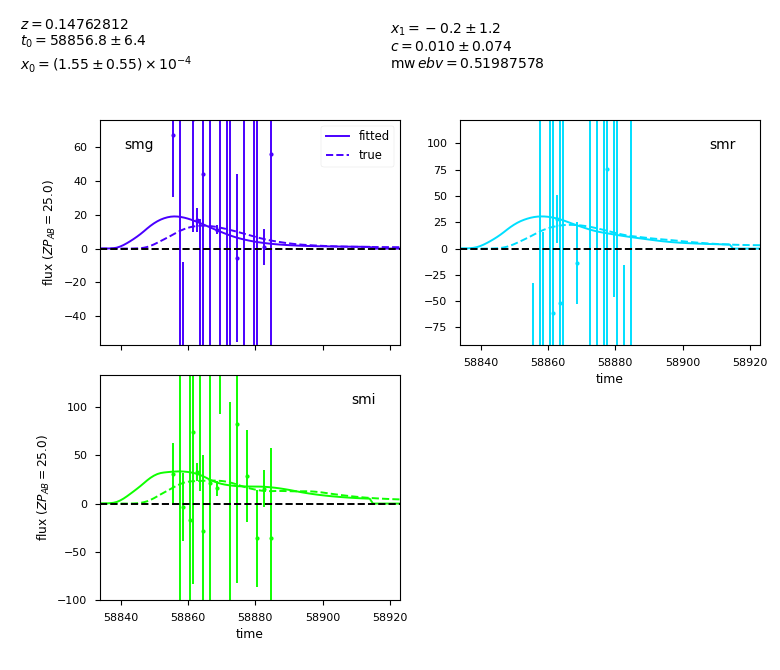 z = 0.14762812
t₀ = 58856.8 ± 6.4
x₀ = (1.55 ± 0.55) × 10⁻⁴
x₁ = −0.2 ± 1.2
c = 0.010 ± 0.074
mw ebv = 0.51987578
smg
fitted
true
60
40
20
0
−20
−40
flux (ZP_AB = 25.0)
smr
100
75
50
25
0
−25
−50
−75
58840 58860 58880 58900 58920
time
smi
100
50
0
−50
−100
flux (ZP_AB = 25.0)
58840 58860 58880 58900 58920
time